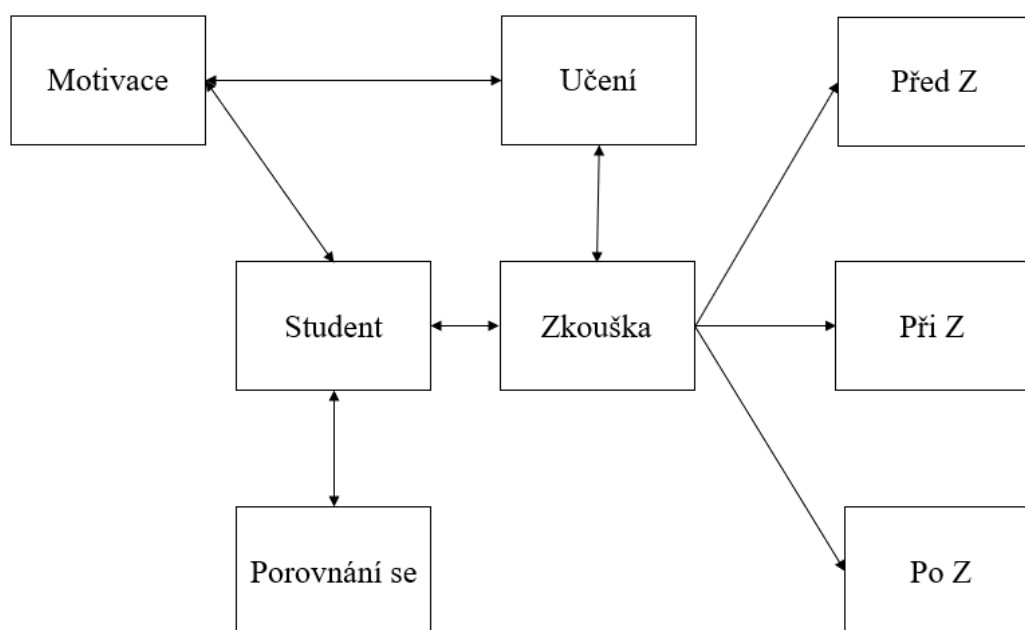 Motivace
Učení
Před Z
Student
Zkouška
Při Z
Porovnání se
Po Z